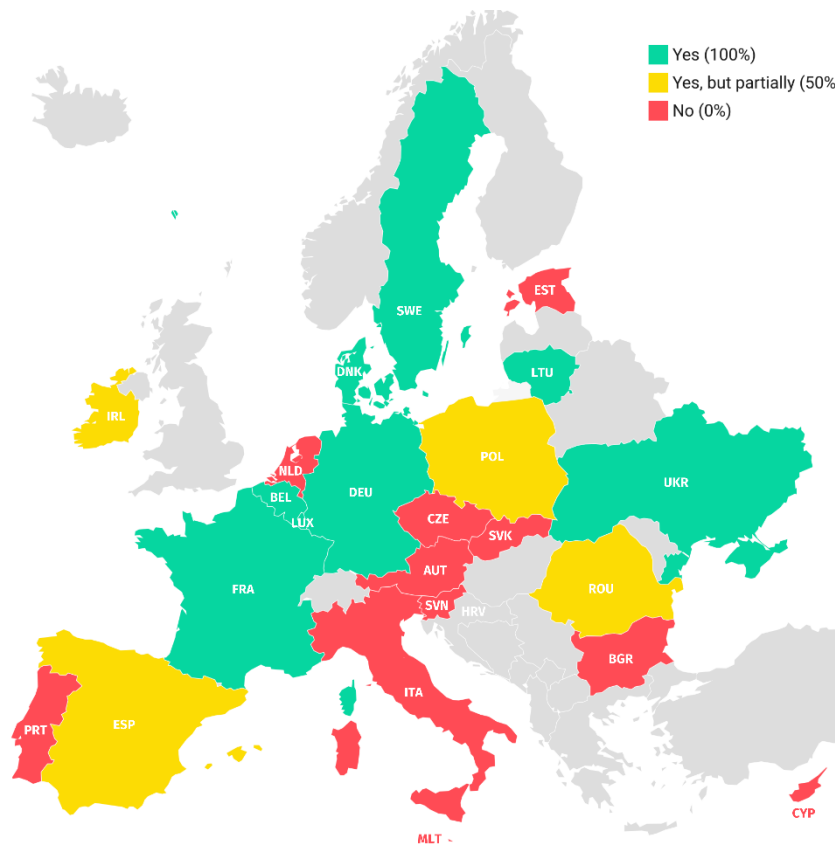 Yes (100%)
Yes, but partially (50%
No (0%)
EST
SWE
DNK
LTU
IRL
POL
NLD
DEU
UKR
BEL
LUX
CZE
SVK
AUT
FRA
ROU
SVN
HRV
BGR
ITA
PRT
ESP
CYP
MLT